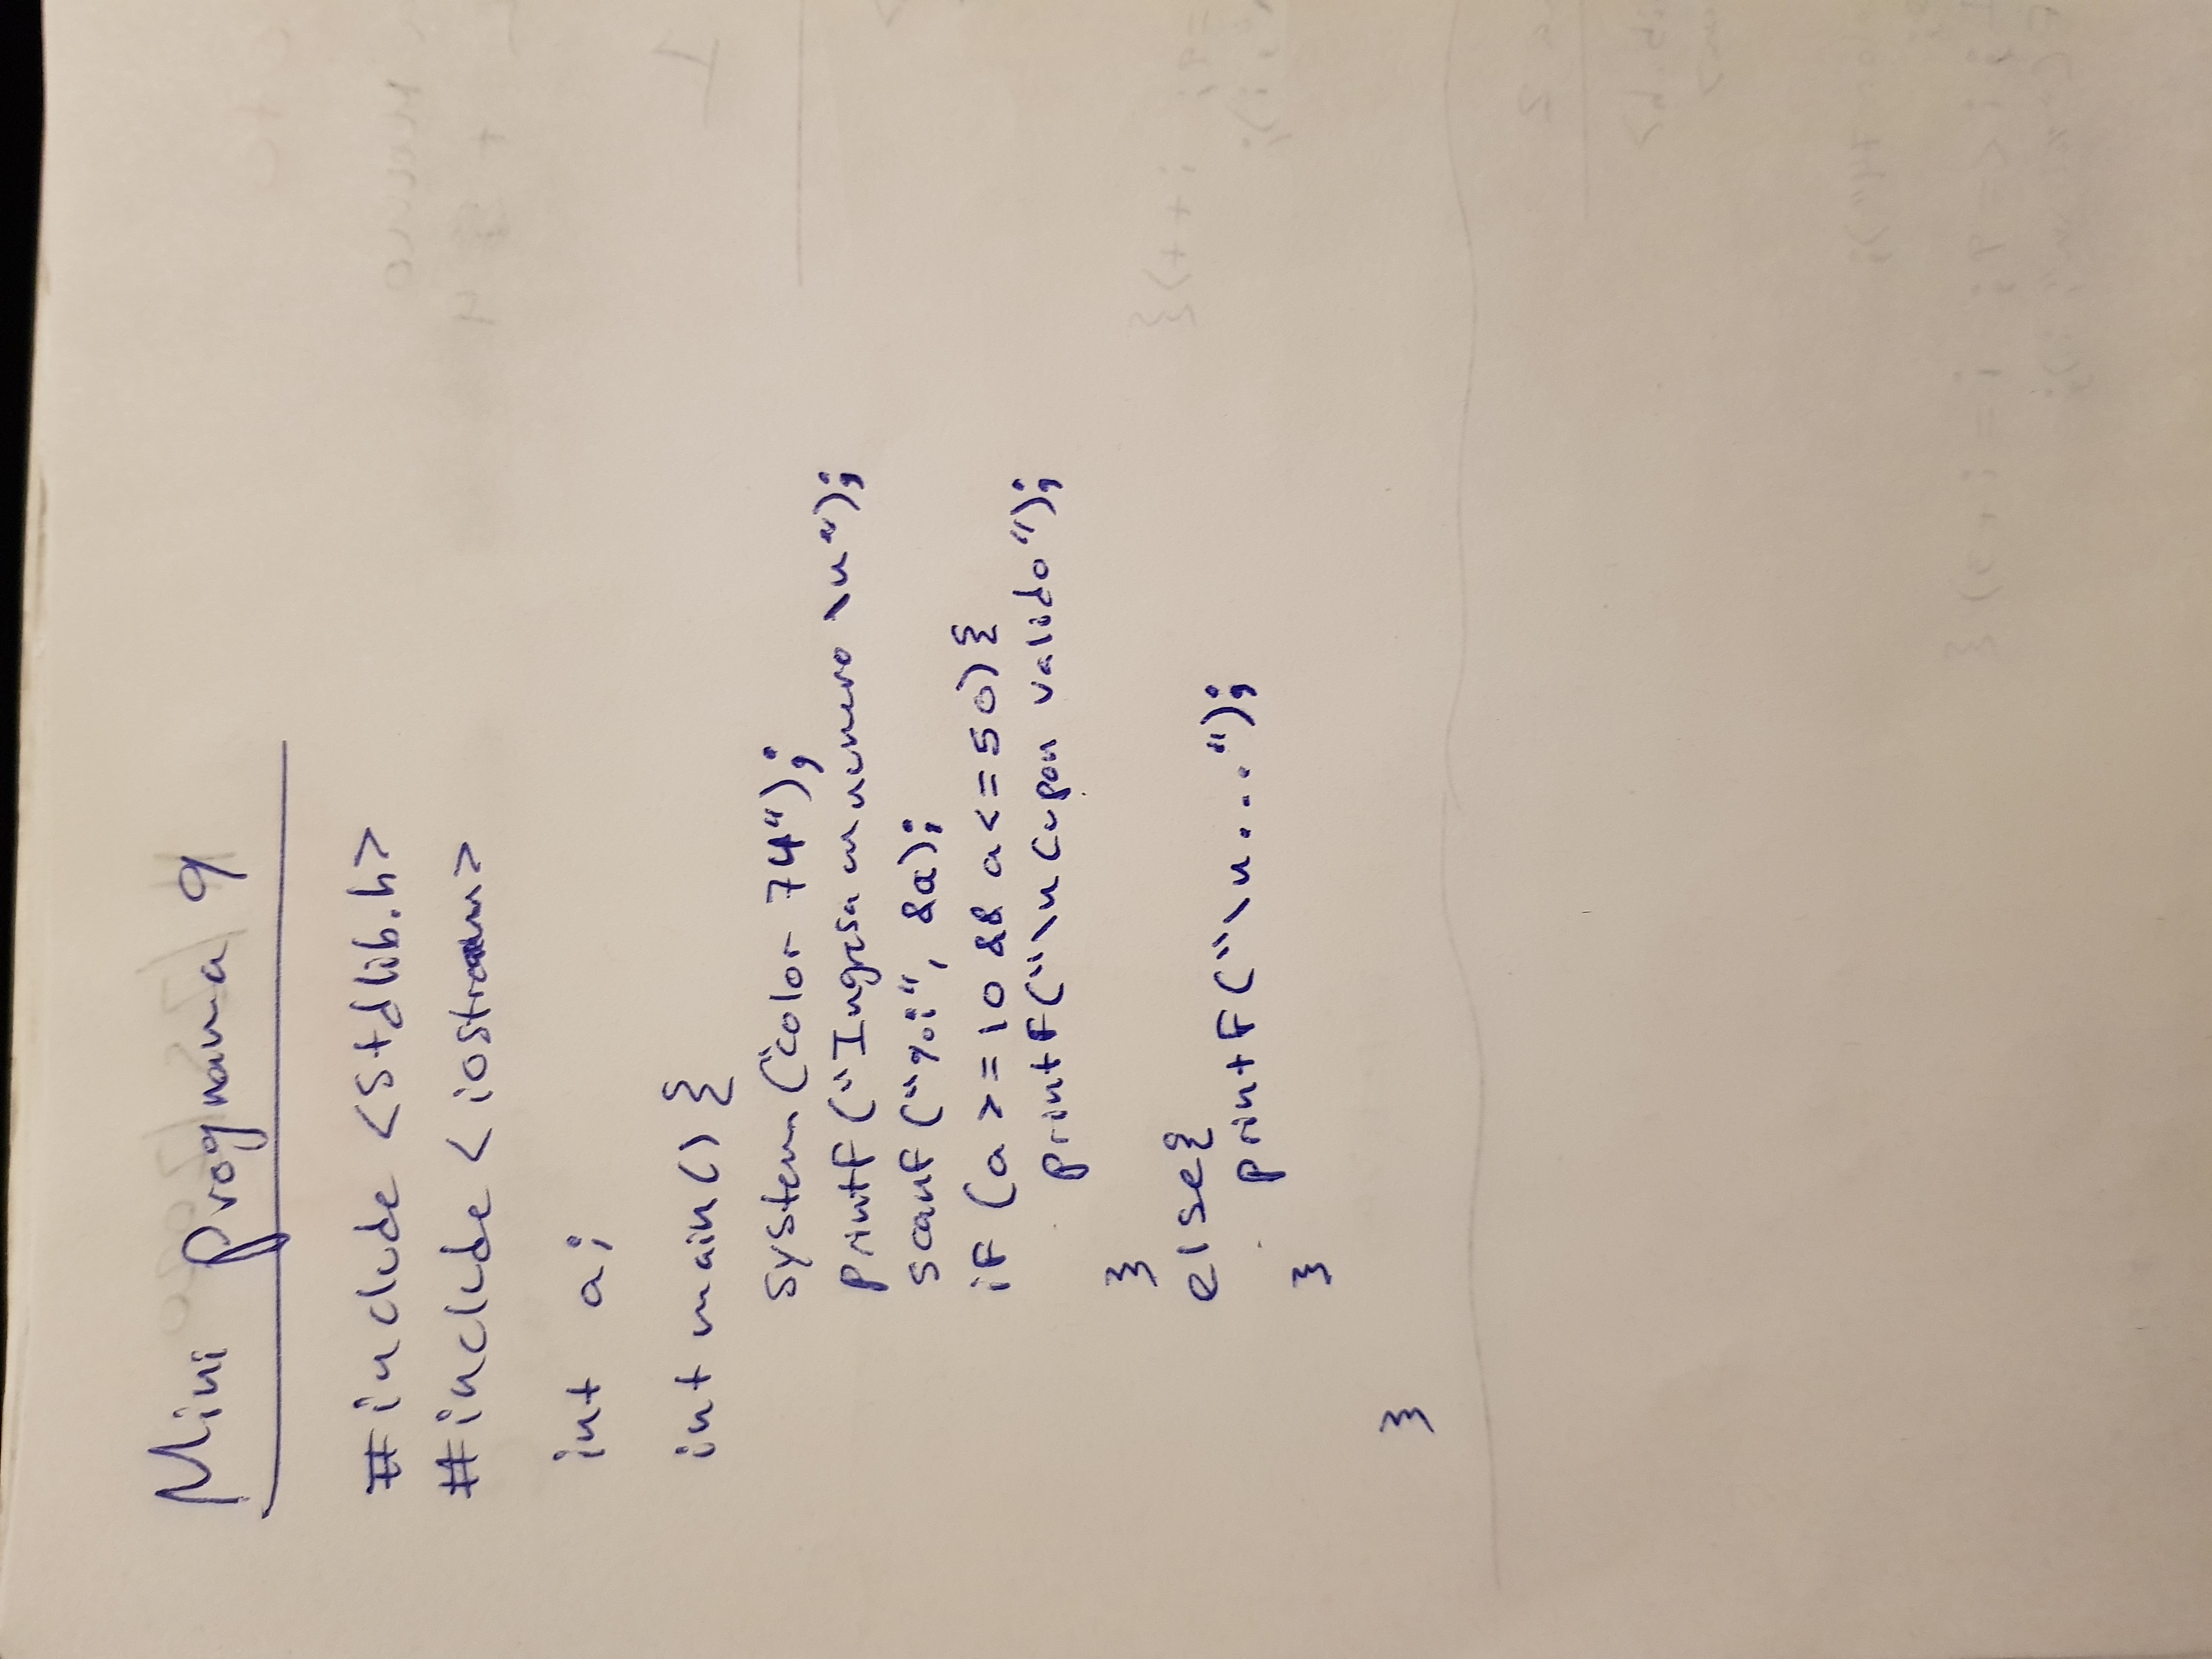 Mini programa 9
#include <stdlib.h>
#include <iostream>
int a;
int main() {
system ("color 74");
printf ("Ingresa un numero \n");
scanf ("%i", &a);
if (a >= 10 && a <= 50) {
printf ("\n Cupon valido");
}
else{
printf ("\n...");
}
}